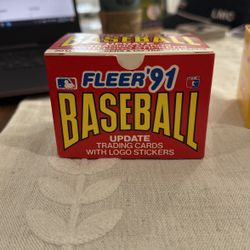 FLEER '91
BASEBALL
UPDATE
TRADING CARDS
WITH LOGO STICKERS